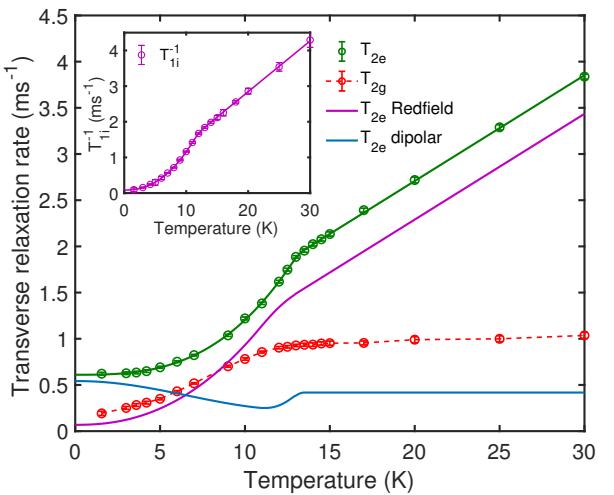 4.5
4
3.5
3
2.5
2
1.5
1
0.5
0
Transverse relaxation rate (ms⁻¹)
0 5 10 15 20 25 30
Temperature (K)
T₁ᵢ⁻¹
T₁ᵢ⁻¹ (ms⁻¹)
4
3
2
1
0
0 10 20 30
Temperature (K)
T₂ₑ
T_{2g}
T₂ₑ Redfield
T₂ₑ dipolar